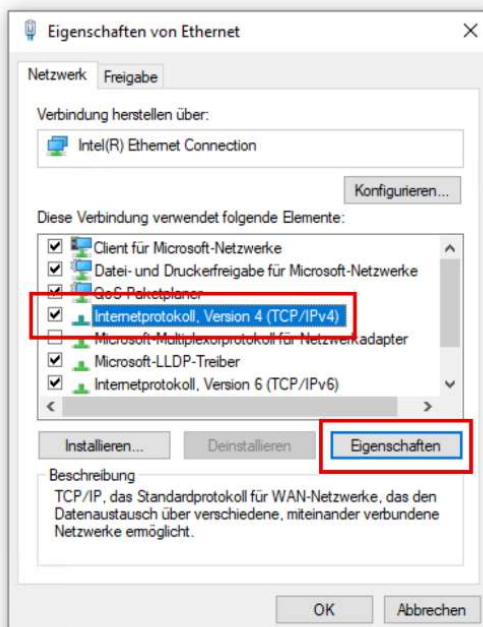 Eigenschaften von Ethernet
Netzwerk
Freigabe
Verbindung herstellen über:
Intel(R) Ethernet Connection
Konfigurieren...
Diese Verbindung verwendet folgende Elemente:
Client für Microsoft-Netzwerke
Datei- und Druckerfreigabe für Microsoft-Netzwerke
QoS-Paketplaner
Internetprotokoll, Version 4 (TCP/IPv4)
Microsoft-Multiplexorprotokoll für Netzwerkadapter
Microsoft-LLDP-Treiber
Internetprotokoll, Version 6 (TCP/IPv6)
Installieren...
Deinstallieren
Eigenschaften
Beschreibung
TCP/IP, das Standardprotokoll für WAN-Netzwerke, das den
Datenaustausch über verschiedene, miteinander verbundene
Netzwerke ermöglicht.
OK
Abbrechen